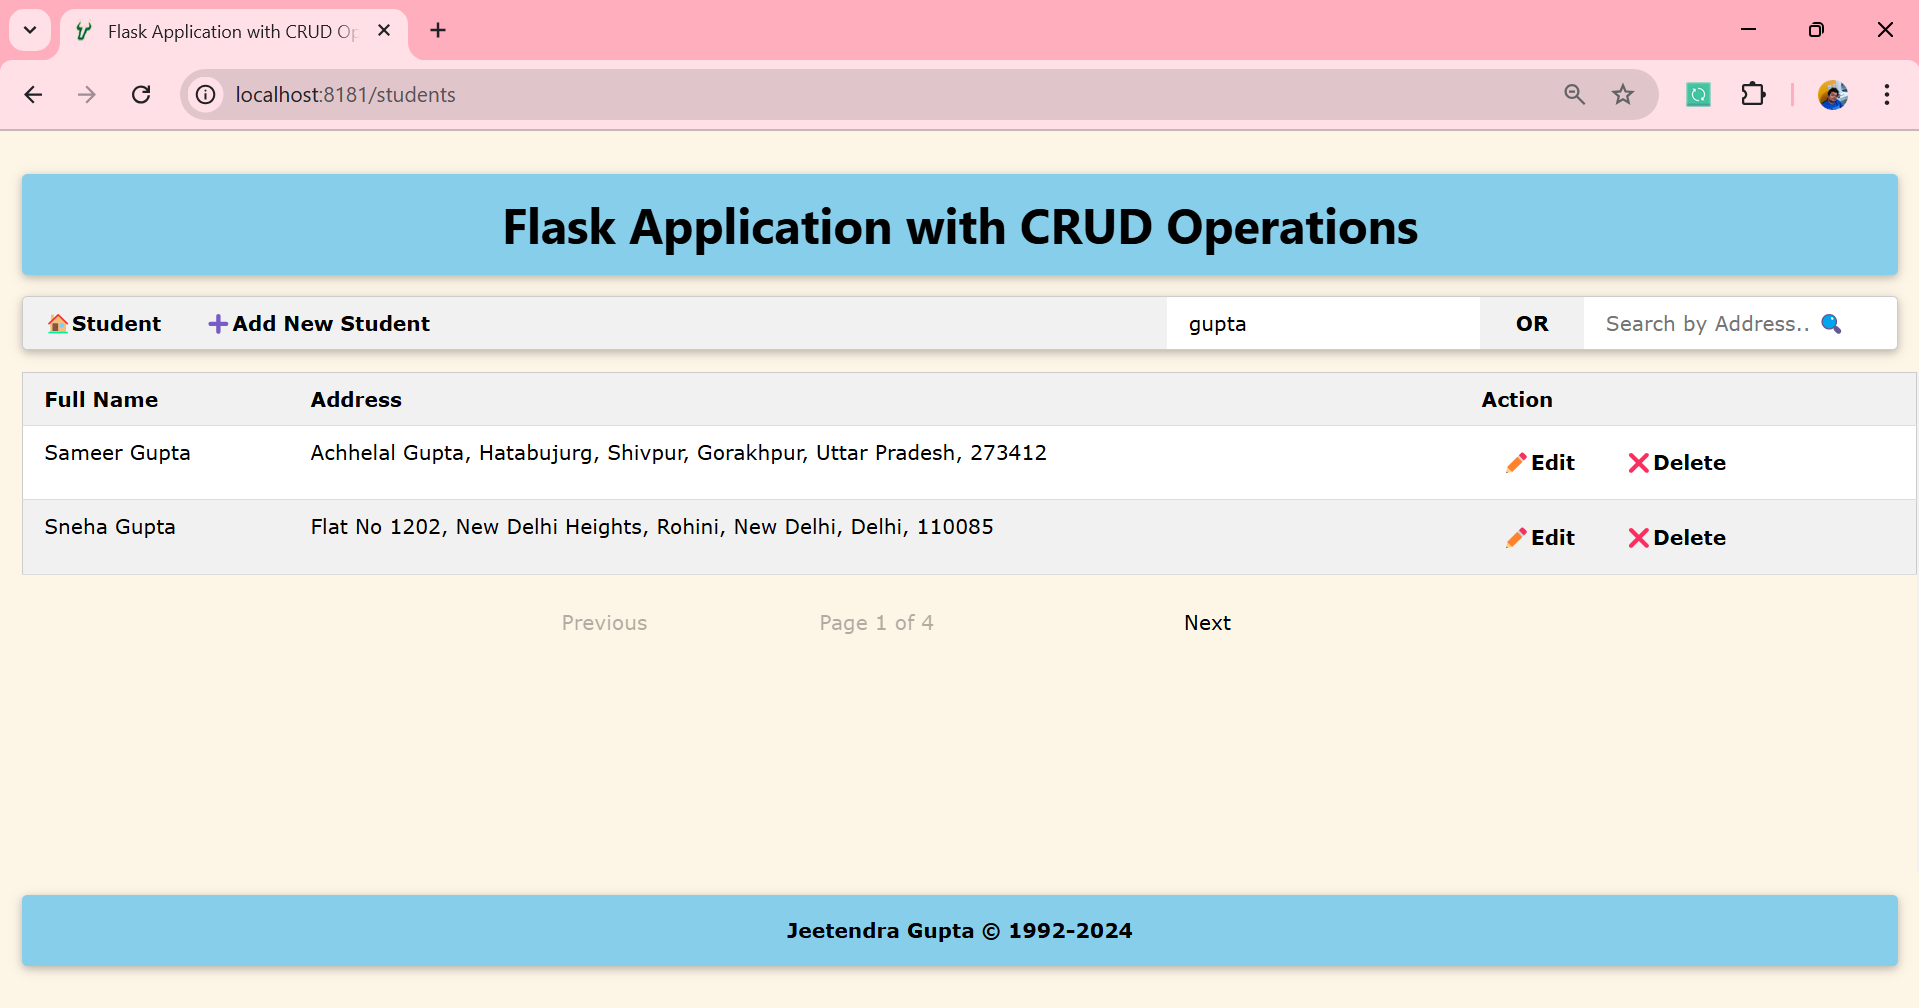 Flask Application with CRUD Op
localhost:8181/students
Flask Application with CRUD Operations
Student Add New Student gupta OR Search by Address..
Full Name Address Action
Sameer Gupta Achhelal Gupta, Hatabujurg, Shivpur, Gorakhpur, Uttar Pradesh, 273412 Edit Delete
Sneha Gupta Flat No 1202, New Delhi Heights, Rohini, New Delhi, Delhi, 110085 Edit Delete
Previous Page 1 of 4 Next
Jeetendra Gupta © 1992-2024